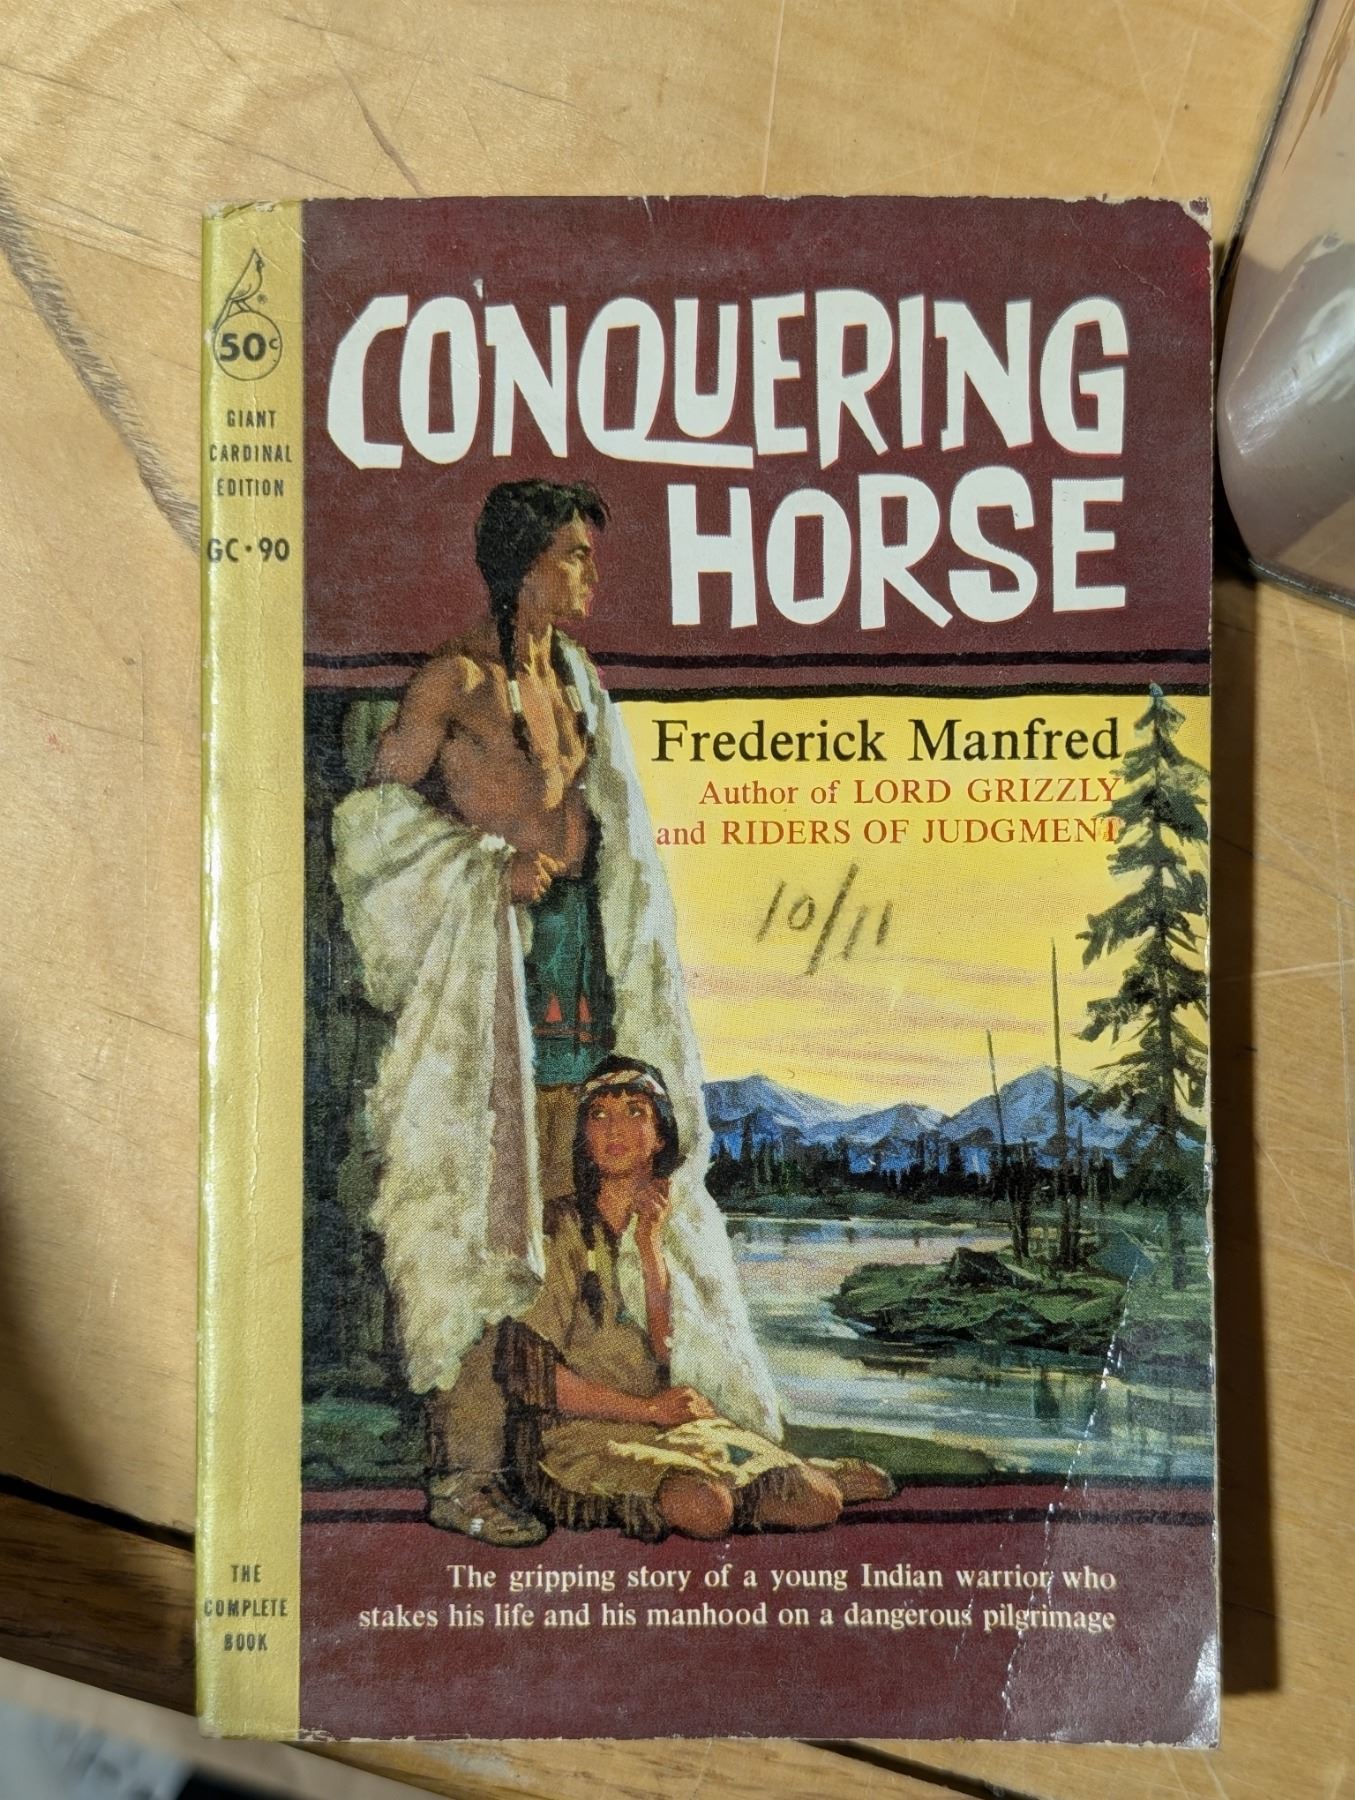 50¢
GIANT
CARDINAL
EDITION
GC·90
CONQUERING
HORSE
Frederick Manfred
Author of LORD GRIZZLY
and RIDERS OF JUDGMENT
10/11
The gripping story of a young Indian warrior who
stakes his life and his manhood on a dangerous pilgrimage
THE
COMPLETE
BOOK